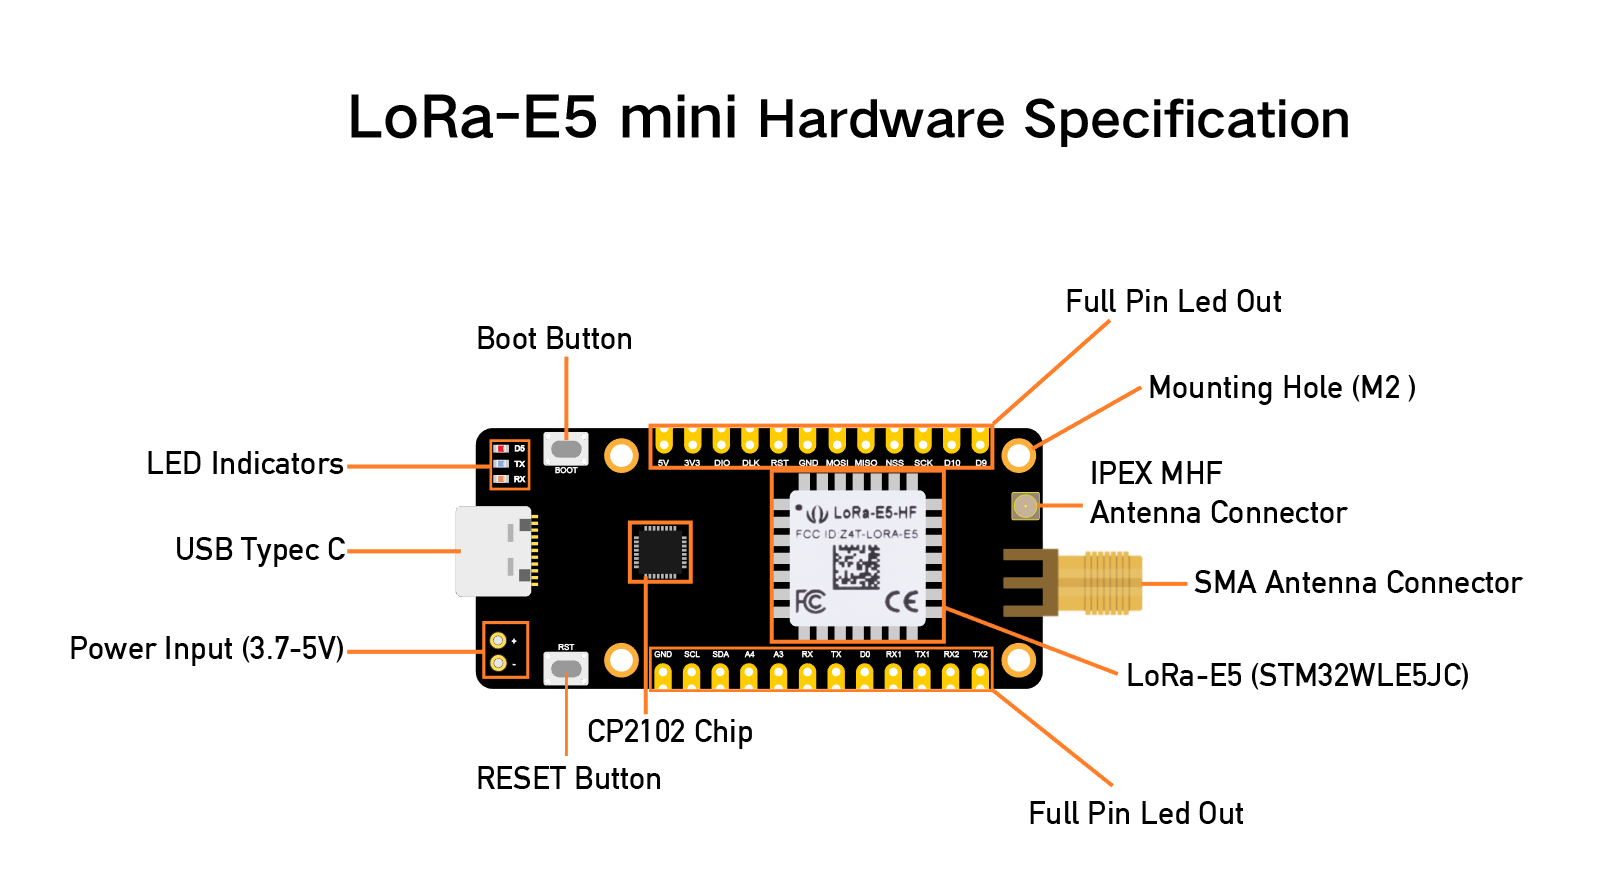 LoRa-E5 mini Hardware Specification
Full Pin Led Out
Boot Button
Mounting Hole (M2 )
LED Indicators
D5
TX
RX
BOOT
5V 3V3 DIO DLK RST GND MOSI MISO NSS SCK D10 D9
IPEX MHF
Antenna Connector
LoRa-E5-HF
FCC ID:Z4T-LORA-E5
FC CE
USB Typec C
SMA Antenna Connector
Power Input (3.7-5V)
+
-
RST
GND SCL SDA A4 A3 RX TX D0 RX1 TX1 RX2 TX2
LoRa-E5 (STM32WLE5JC)
CP2102 Chip
RESET Button
Full Pin Led Out